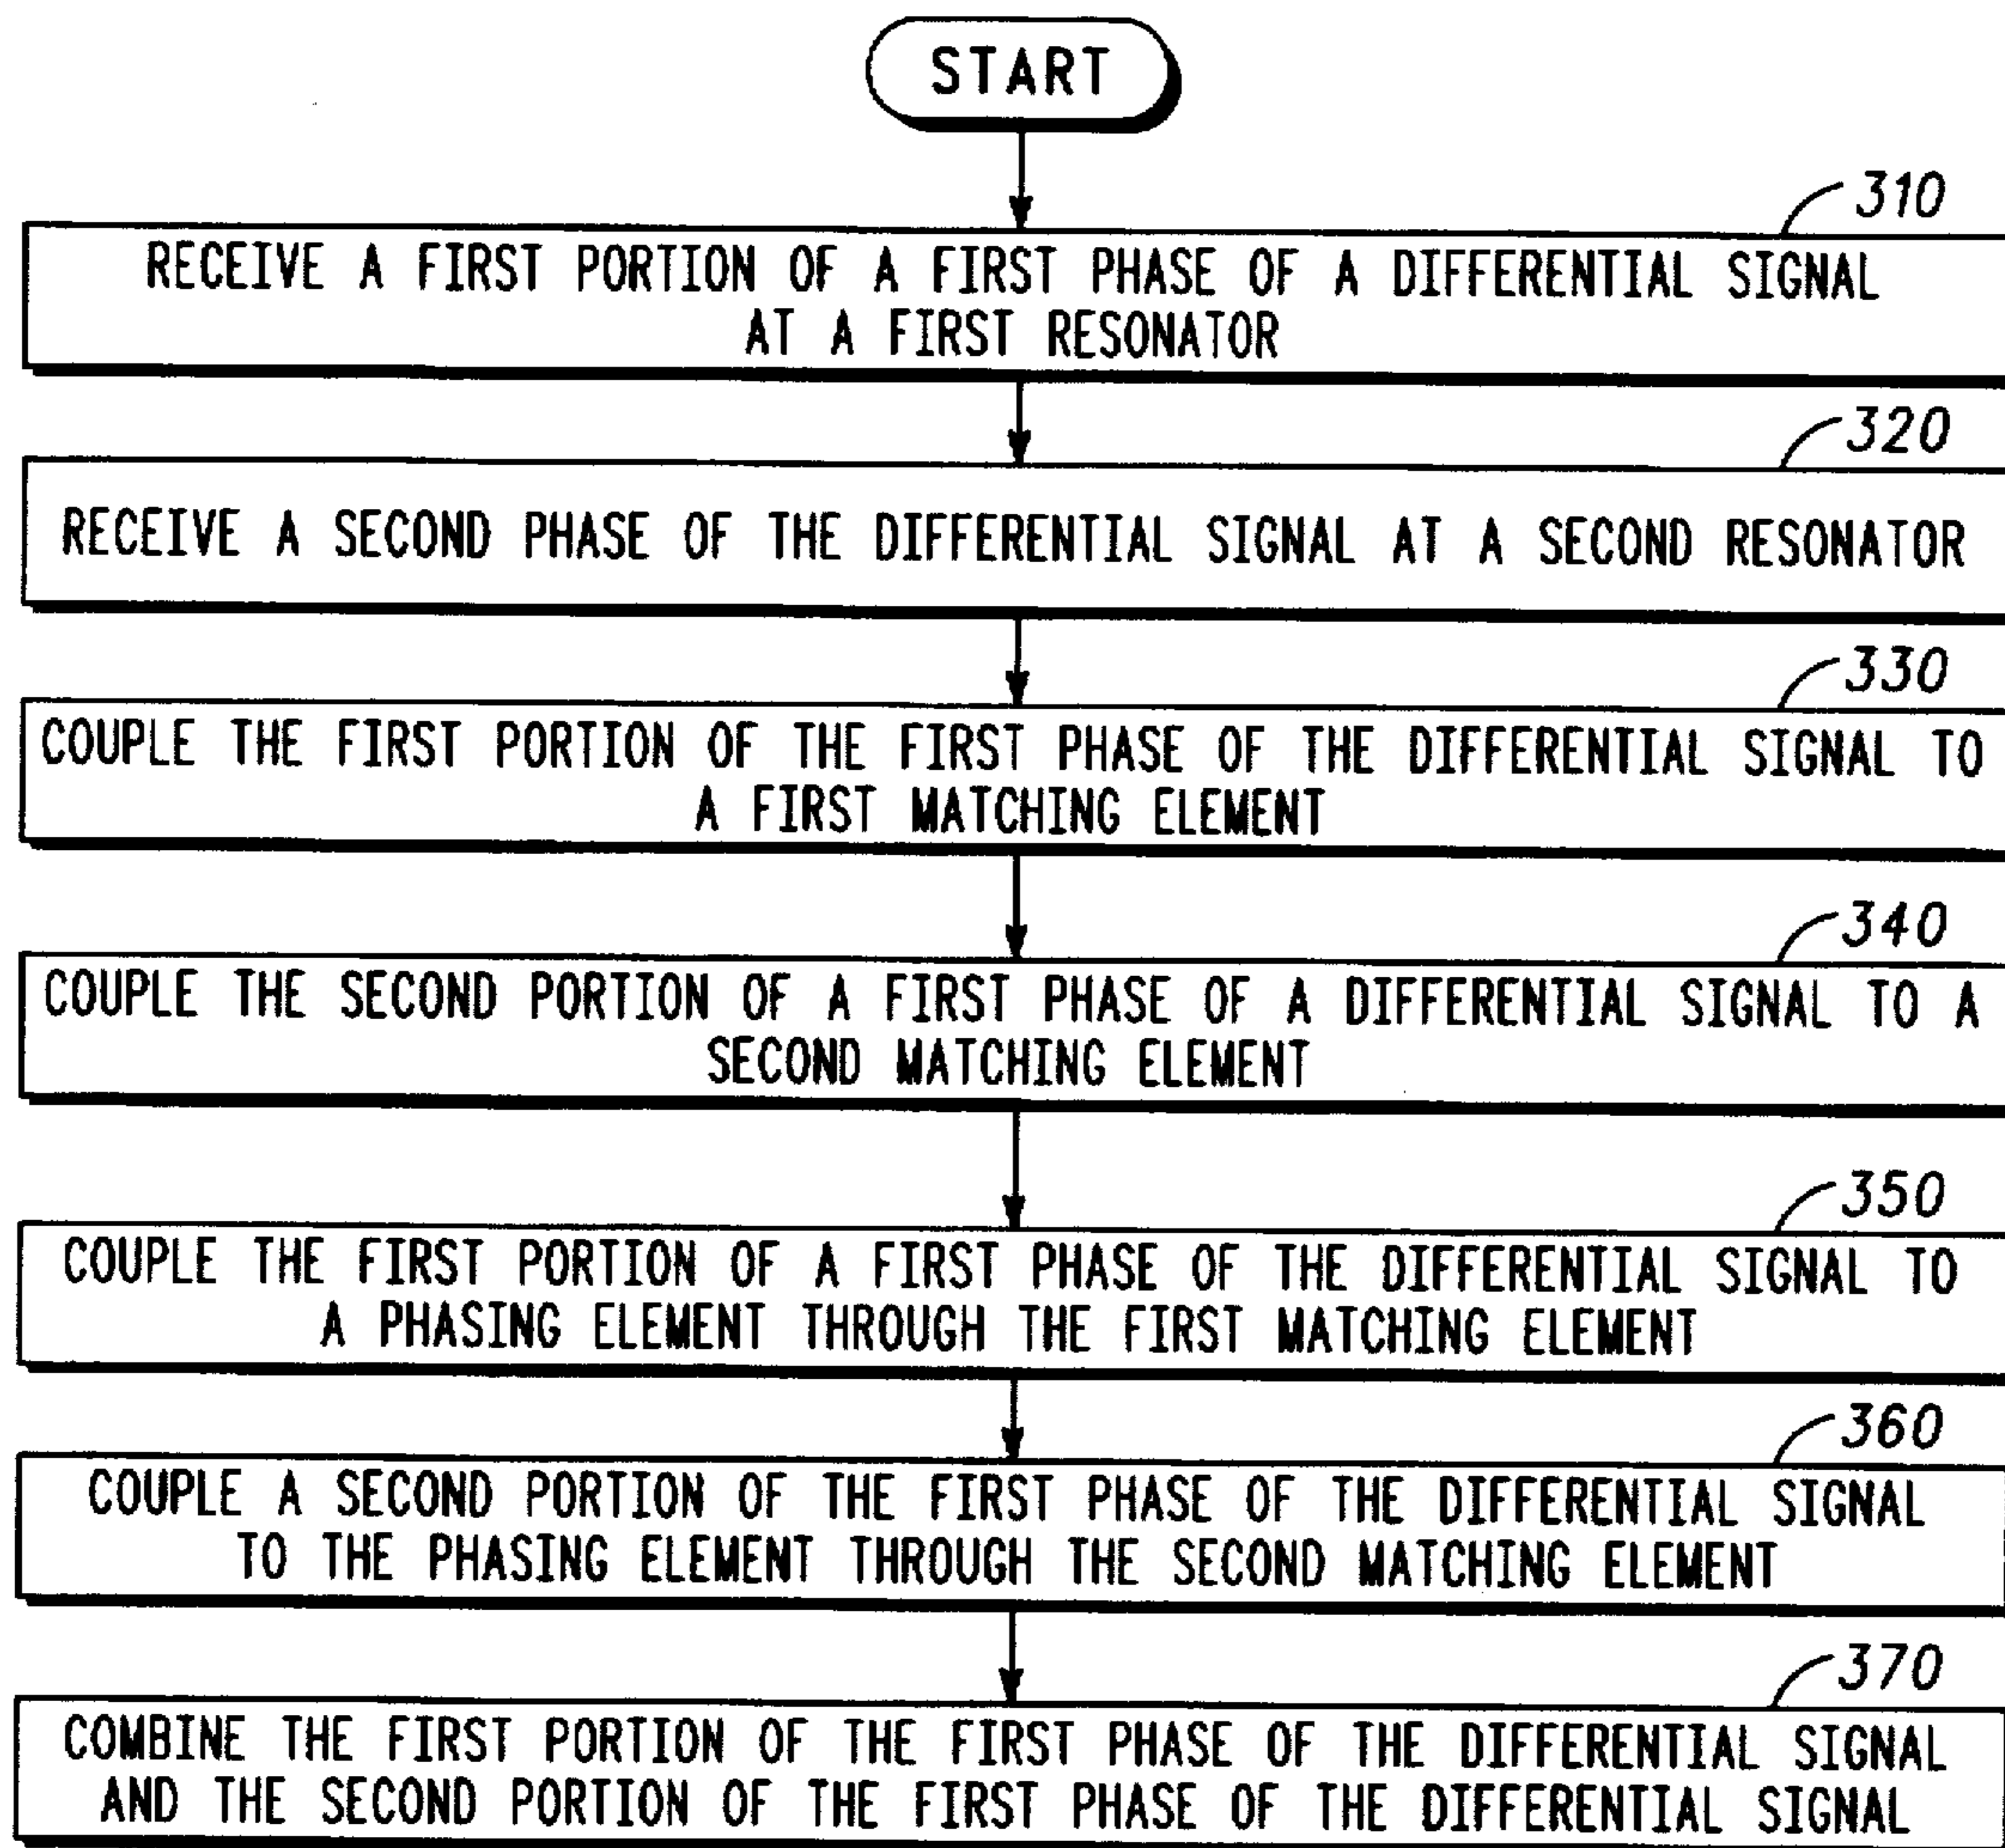 START
310
RECEIVE A FIRST PORTION OF A FIRST PHASE OF A DIFFERENTIAL SIGNAL
AT A FIRST RESONATOR
320
RECEIVE A SECOND PHASE OF THE DIFFERENTIAL SIGNAL AT A SECOND RESONATOR
330
COUPLE THE FIRST PORTION OF THE FIRST PHASE OF THE DIFFERENTIAL SIGNAL TO
A FIRST MATCHING ELEMENT
340
COUPLE THE SECOND PORTION OF A FIRST PHASE OF A DIFFERENTIAL SIGNAL TO A
SECOND MATCHING ELEMENT
350
COUPLE THE FIRST PORTION OF A FIRST PHASE OF THE DIFFERENTIAL SIGNAL TO
A PHASING ELEMENT THROUGH THE FIRST MATCHING ELEMENT
360
COUPLE A SECOND PORTION OF THE FIRST PHASE OF THE DIFFERENTIAL SIGNAL
TO THE PHASING ELEMENT THROUGH THE SECOND MATCHING ELEMENT
370
COMBINE THE FIRST PORTION OF THE FIRST PHASE OF THE DIFFERENTIAL SIGNAL
AND THE SECOND PORTION OF THE FIRST PHASE OF THE DIFFERENTIAL SIGNAL